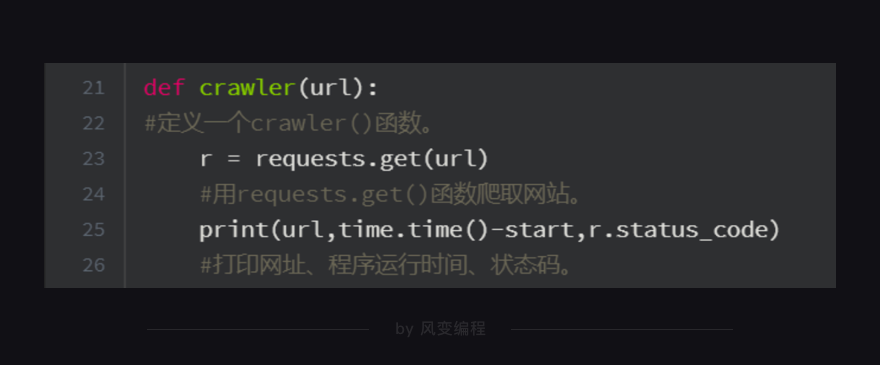 21 def crawler(url):
22 #定义一个crawler()函数。
23     r = requests.get(url)
24     #用requests.get()函数爬取网站。
25     print(url,time.time()-start,r.status_code)
26     #打印网址、程序运行时间、状态码。
by 风变编程